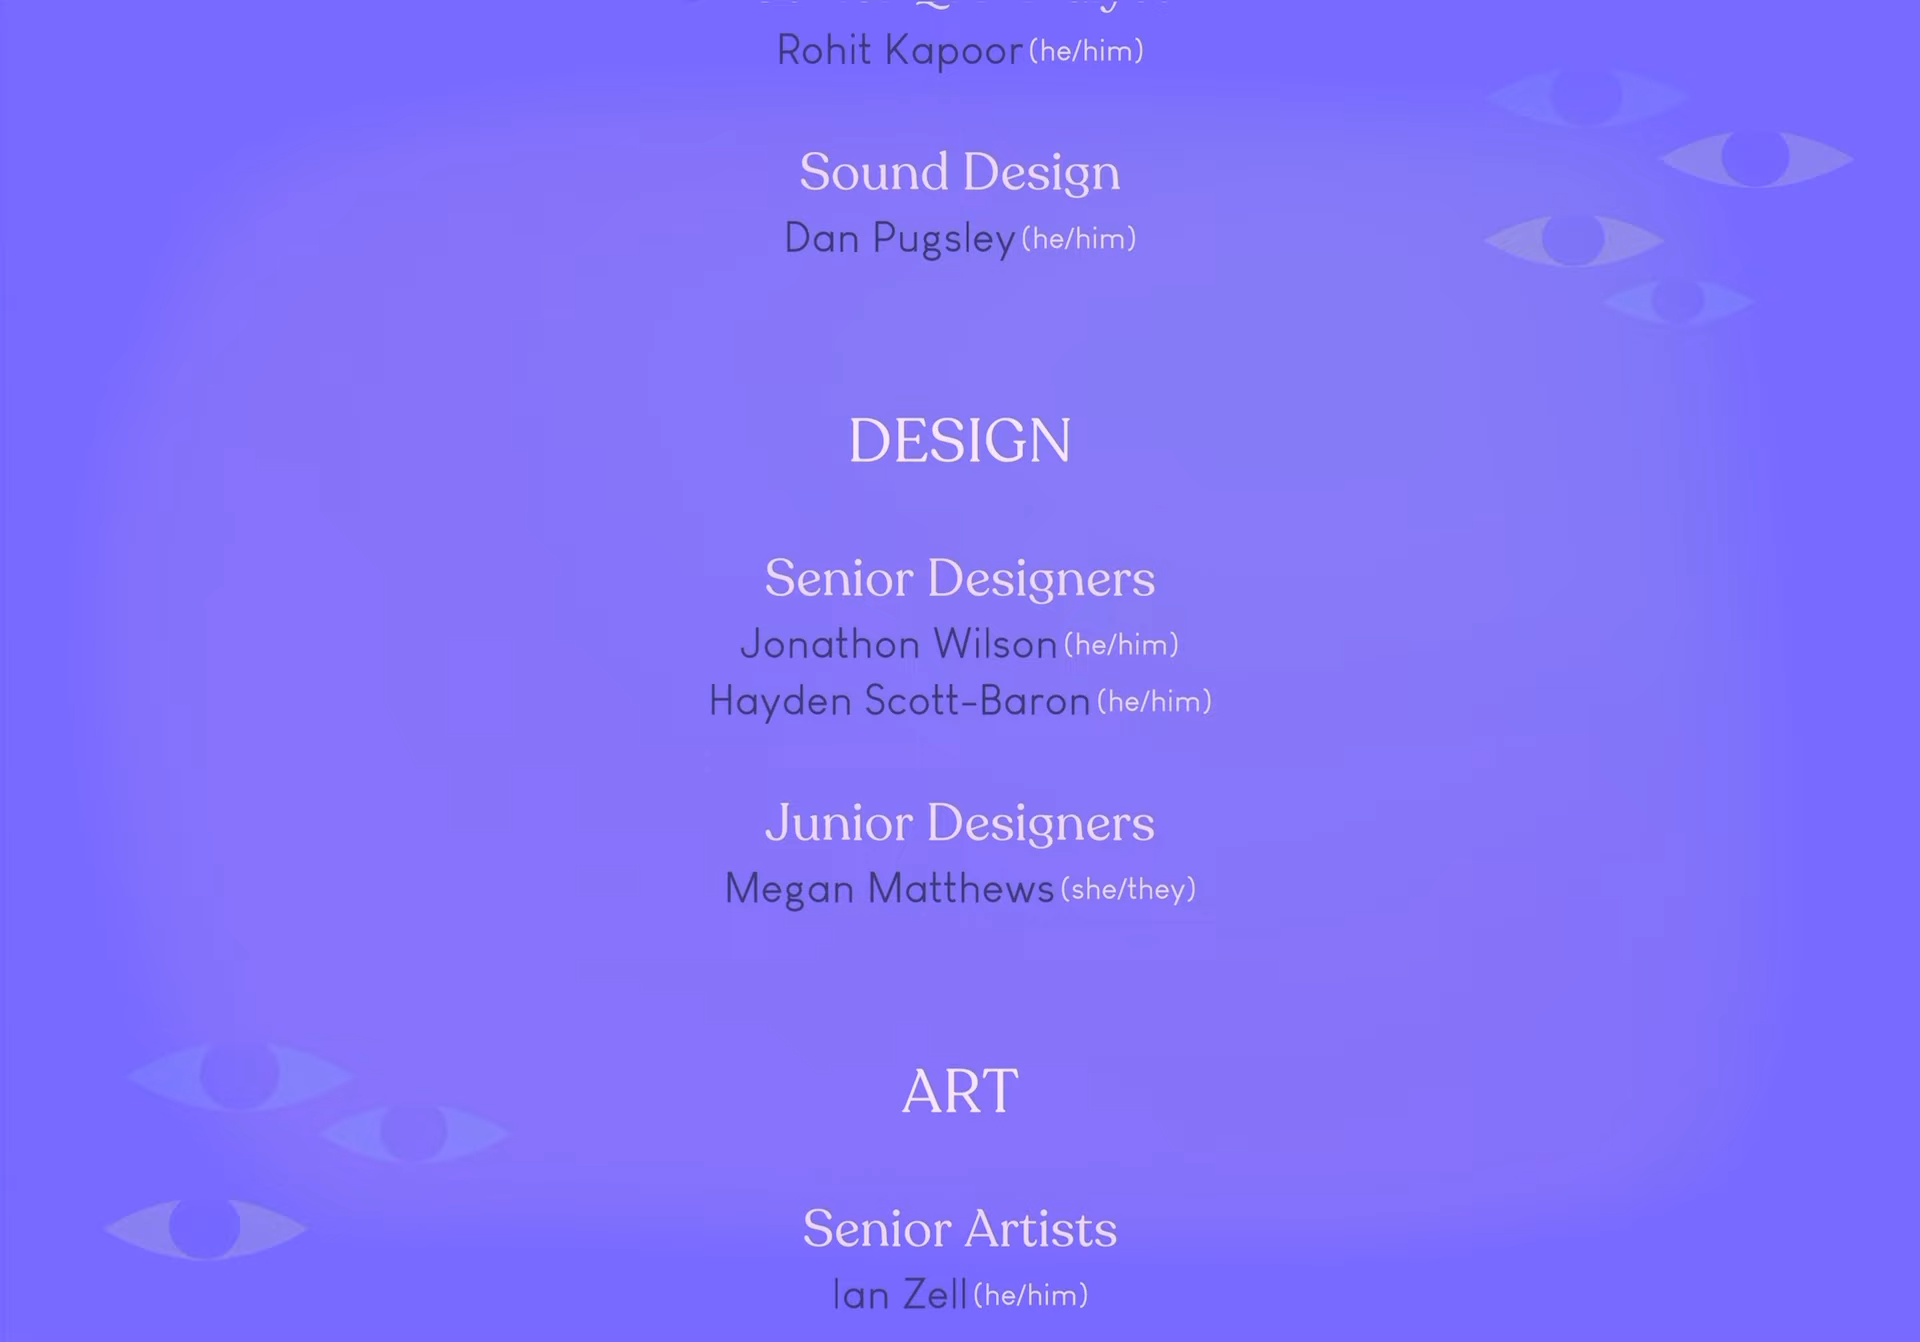 Rohit Kapoor (he/him)
Sound Design
Dan Pugsley (he/him)
DESIGN
Senior Designers
Jonathon Wilson (he/him)
Hayden Scott-Baron (he/him)
Junior Designers
Megan Matthews (she/they)
ART
Senior Artists
Ian Zell (he/him)